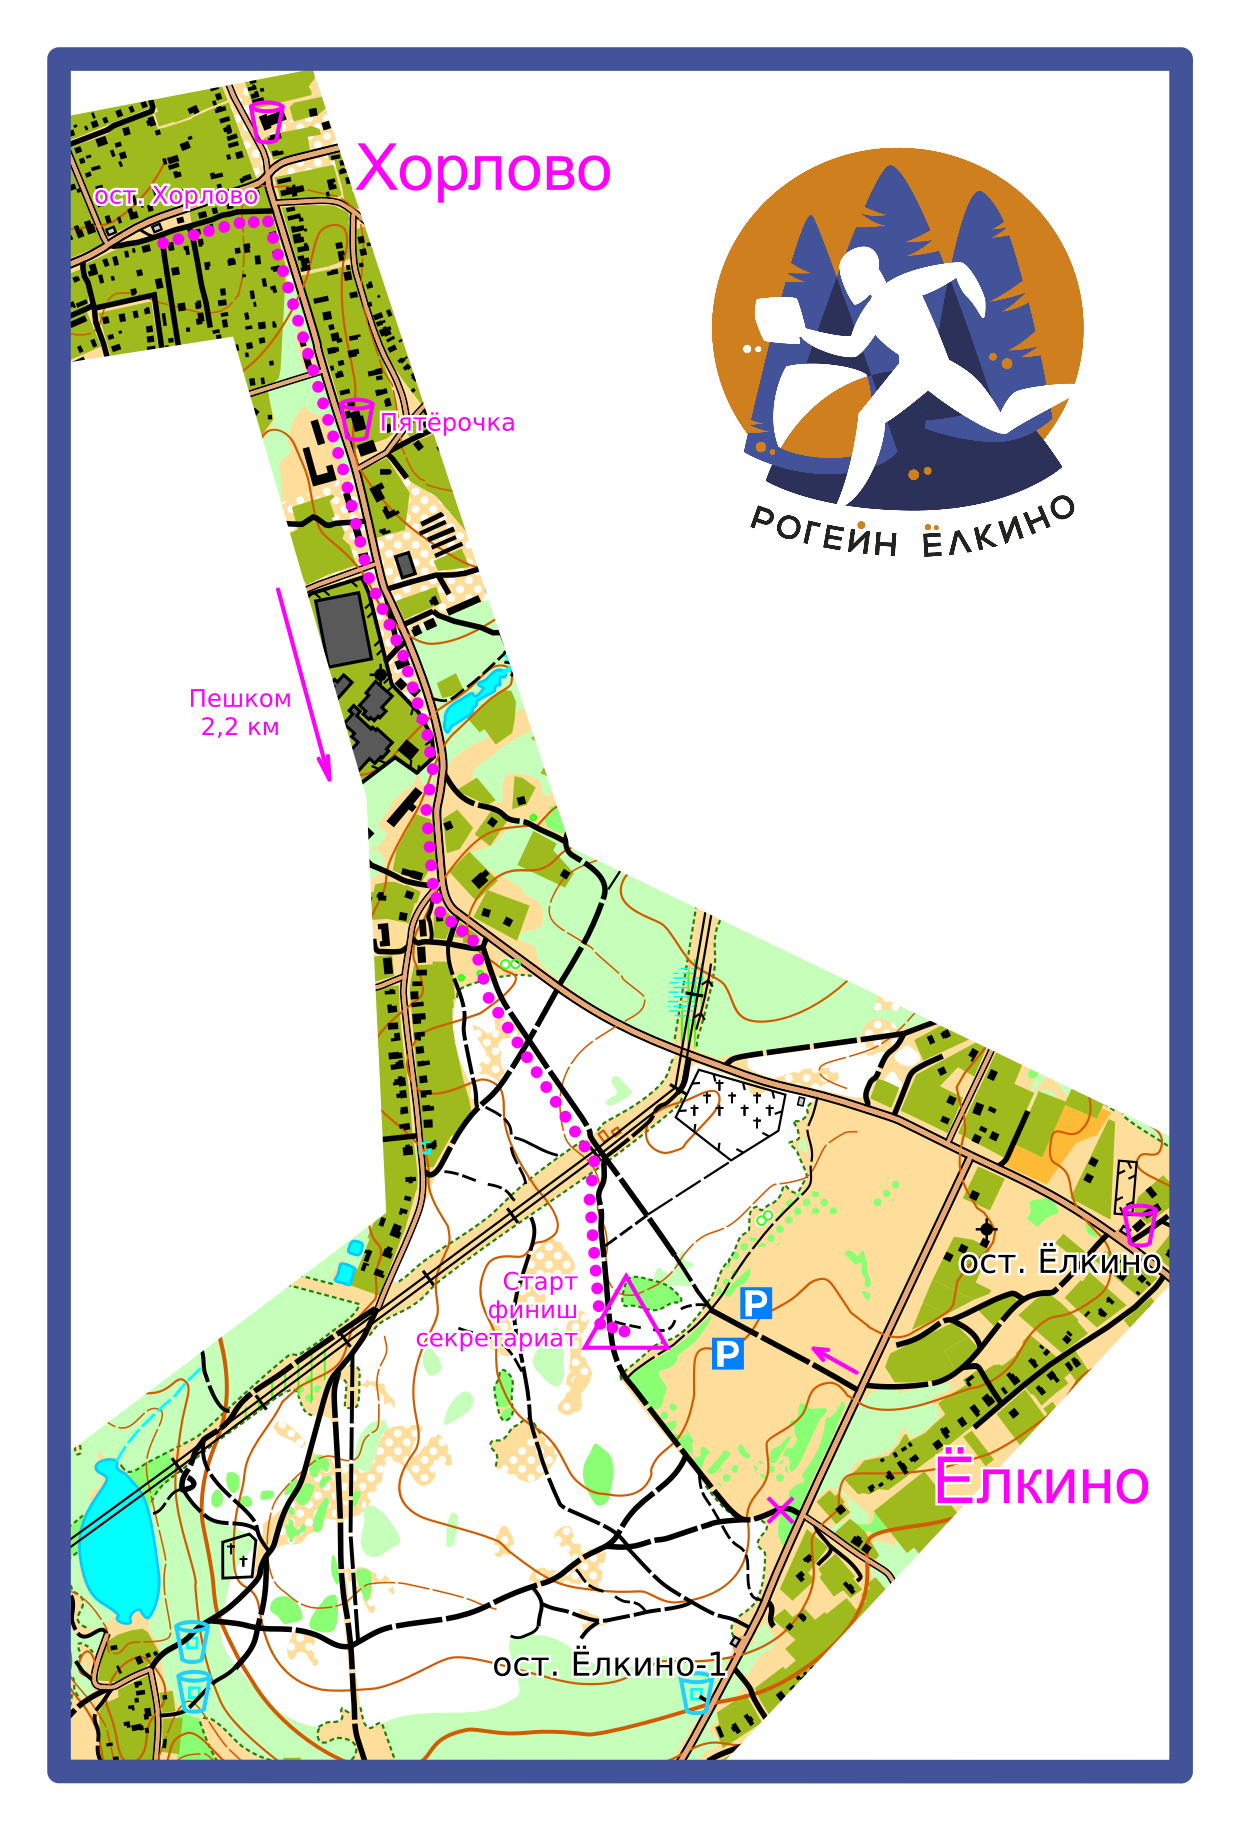 Хорлово
ост. Хорлово
Пятёрочка
РОГЕЙН ЁЛКИНО
Пешком
2,2 км
ост. Ёлкино
Старт
финиш
секретариат
P
P
Ёлкино
ост. Ёлкино-1